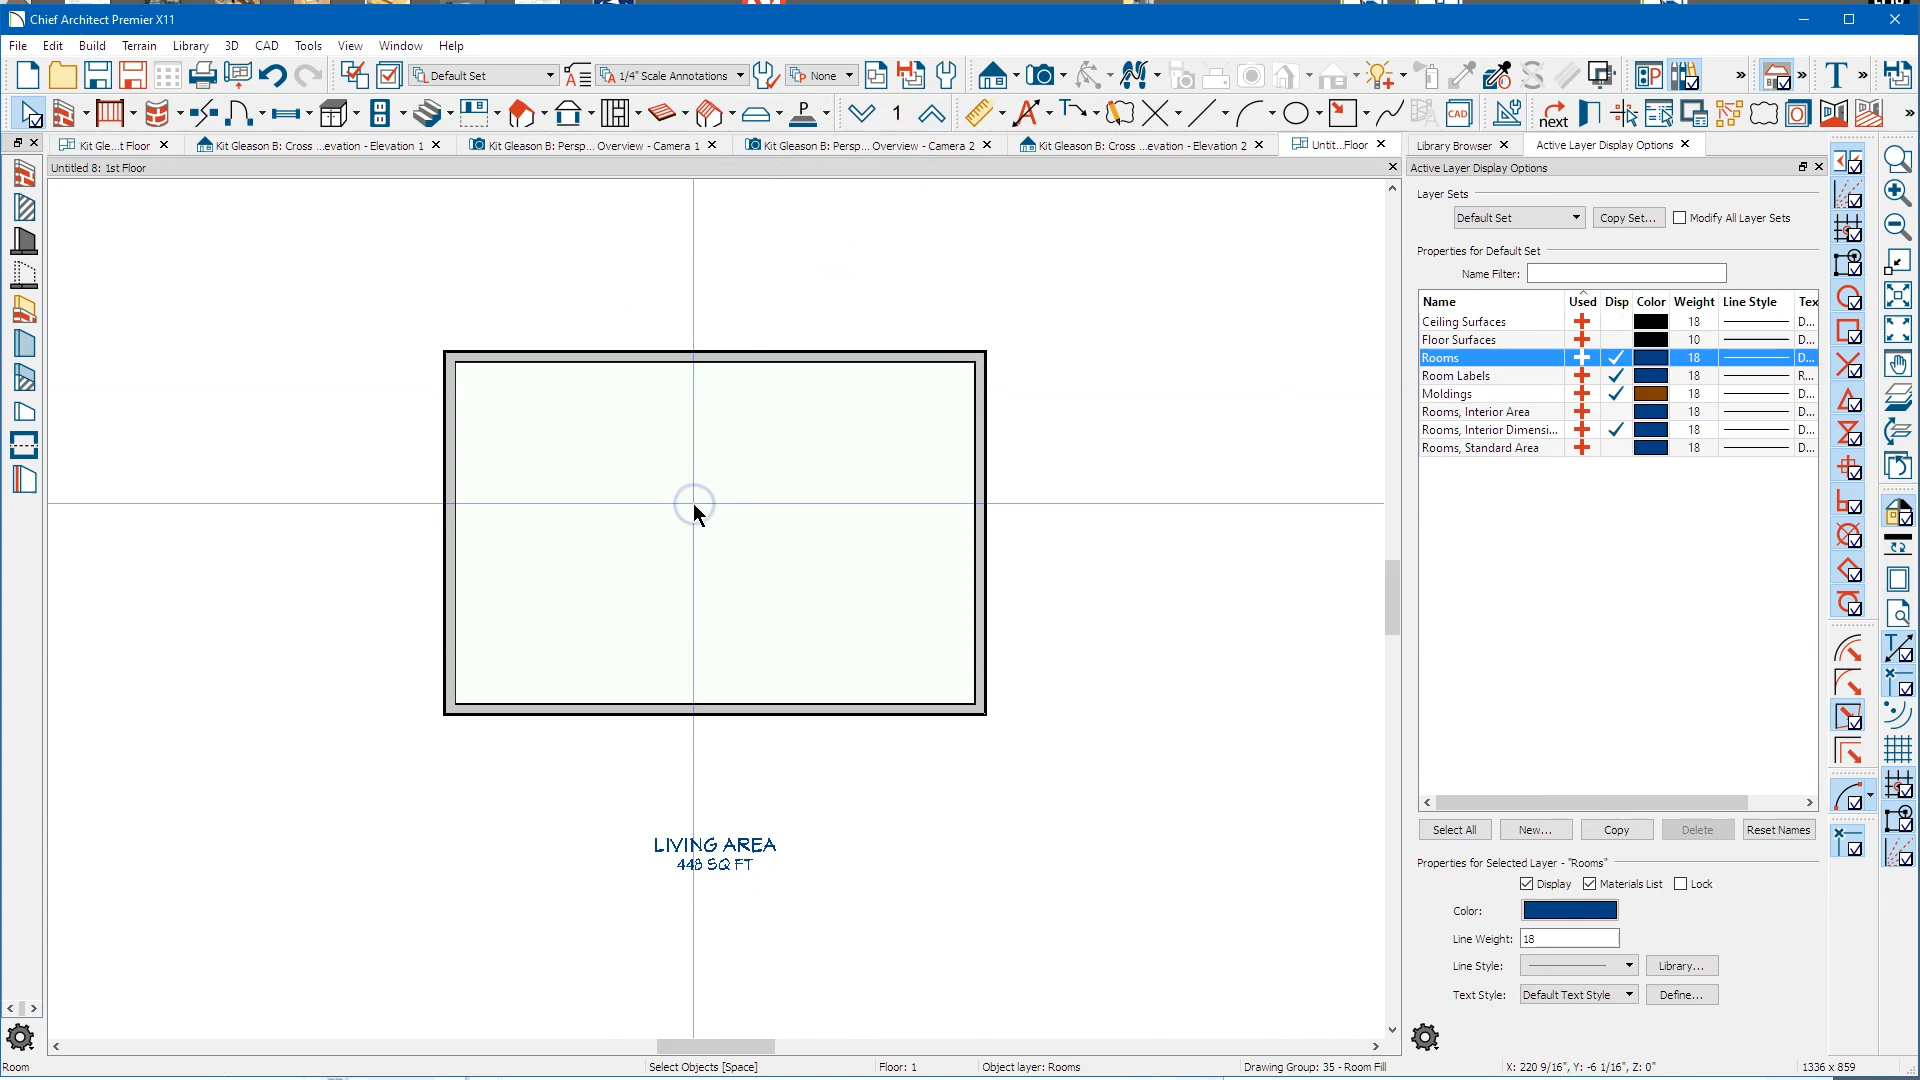 Chief Architect Premier X11
File Edit Build Terrain Library 3D CAD Tools View Window Help
Default Set
1/4" Scale Annotations
None
T
P
1
A
CAD
next
Kit Gle...t Floor
Kit Gleason B: Cross ...evation - Elevation 1
Kit Gleason B: Persp... Overview - Camera 1
Kit Gleason B: Persp... Overview - Camera 2
Kit Gleason B: Cross ...evation - Elevation 2
Untit...Floor
Library Browser
Active Layer Display Options
Untitled 8: 1st Floor
Active Layer Display Options
Layer Sets
Default Set
Copy Set...
Modify All Layer Sets
Properties for Default Set
Name Filter:
Name Used Disp Color Weight Line Style Tex
Ceiling Surfaces 18 D...
Floor Surfaces 10 D...
Rooms 18 D...
Room Labels 18 R...
Moldings 18 D...
Rooms, Interior Area 18 D...
Rooms, Interior Dimensi... 18 D...
Rooms, Standard Area 18 D...
LIVING AREA
448 SQ FT
Select All New... Copy Delete Reset Names
Properties for Selected Layer - "Rooms"
Display Materials List Lock
Color:
Line Weight: 18
Line Style: Library...
Text Style: Default Text Style Define...
Room
Select Objects [Space]
Floor: 1
Object layer: Rooms
Drawing Group: 35 - Room Fill
X: 220 9/16", Y: -6 1/16", Z: 0"
1336 x 859